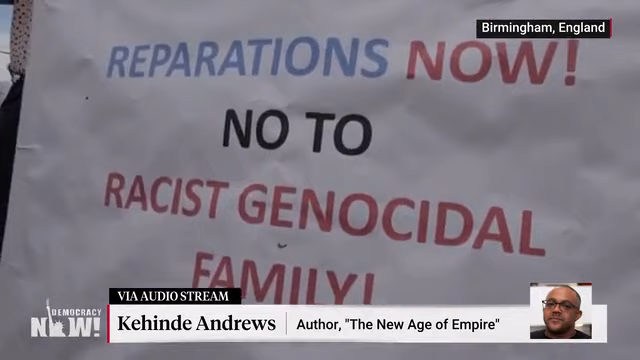 Birmingham, England
REPARATIONS NOW!
NO TO
RACIST GENOCIDAL
FAMILY!
VIA AUDIO STREAM
DEMOCRACY
NOW!
Kehinde Andrews
Author, "The New Age of Empire"